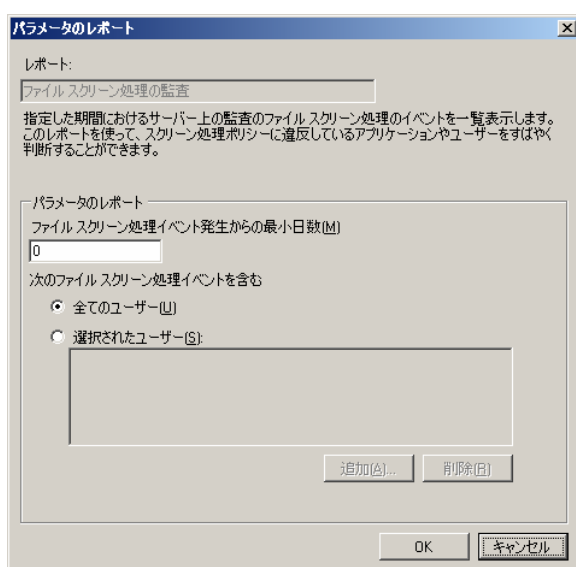 パラメータのレポート
レポート:
ファイル スクリーン処理の監査
指定した期間におけるサーバー上の監査のファイル スクリーン処理のイベントを一覧表示します。
このレポートを使って、スクリーン処理ポリシーに違反しているアプリケーションやユーザーをすばやく
判断することができます。
パラメータのレポート
ファイル スクリーン処理イベント発生からの最小日数(M)
0
次のファイル スクリーン処理イベントを含む
全てのユーザー(U)
選択されたユーザー(S):
追加(A)... 削除(R)
OK キャンセル